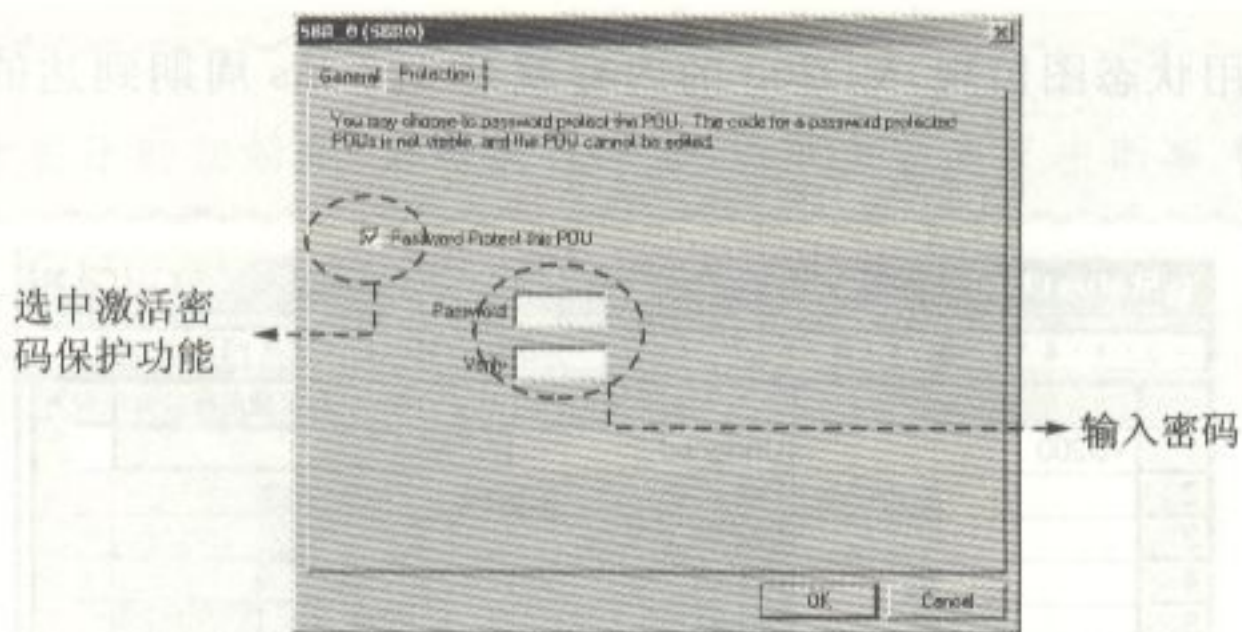 SBR_0 (SBR0)
General Protection
You may choose to password protect this POU. The code for a password protected
POUs is not visible, and the POU cannot be edited.
Password Protect this POU
选中激活密
码保护功能
Password
Verify
输入密码
OK Cancel